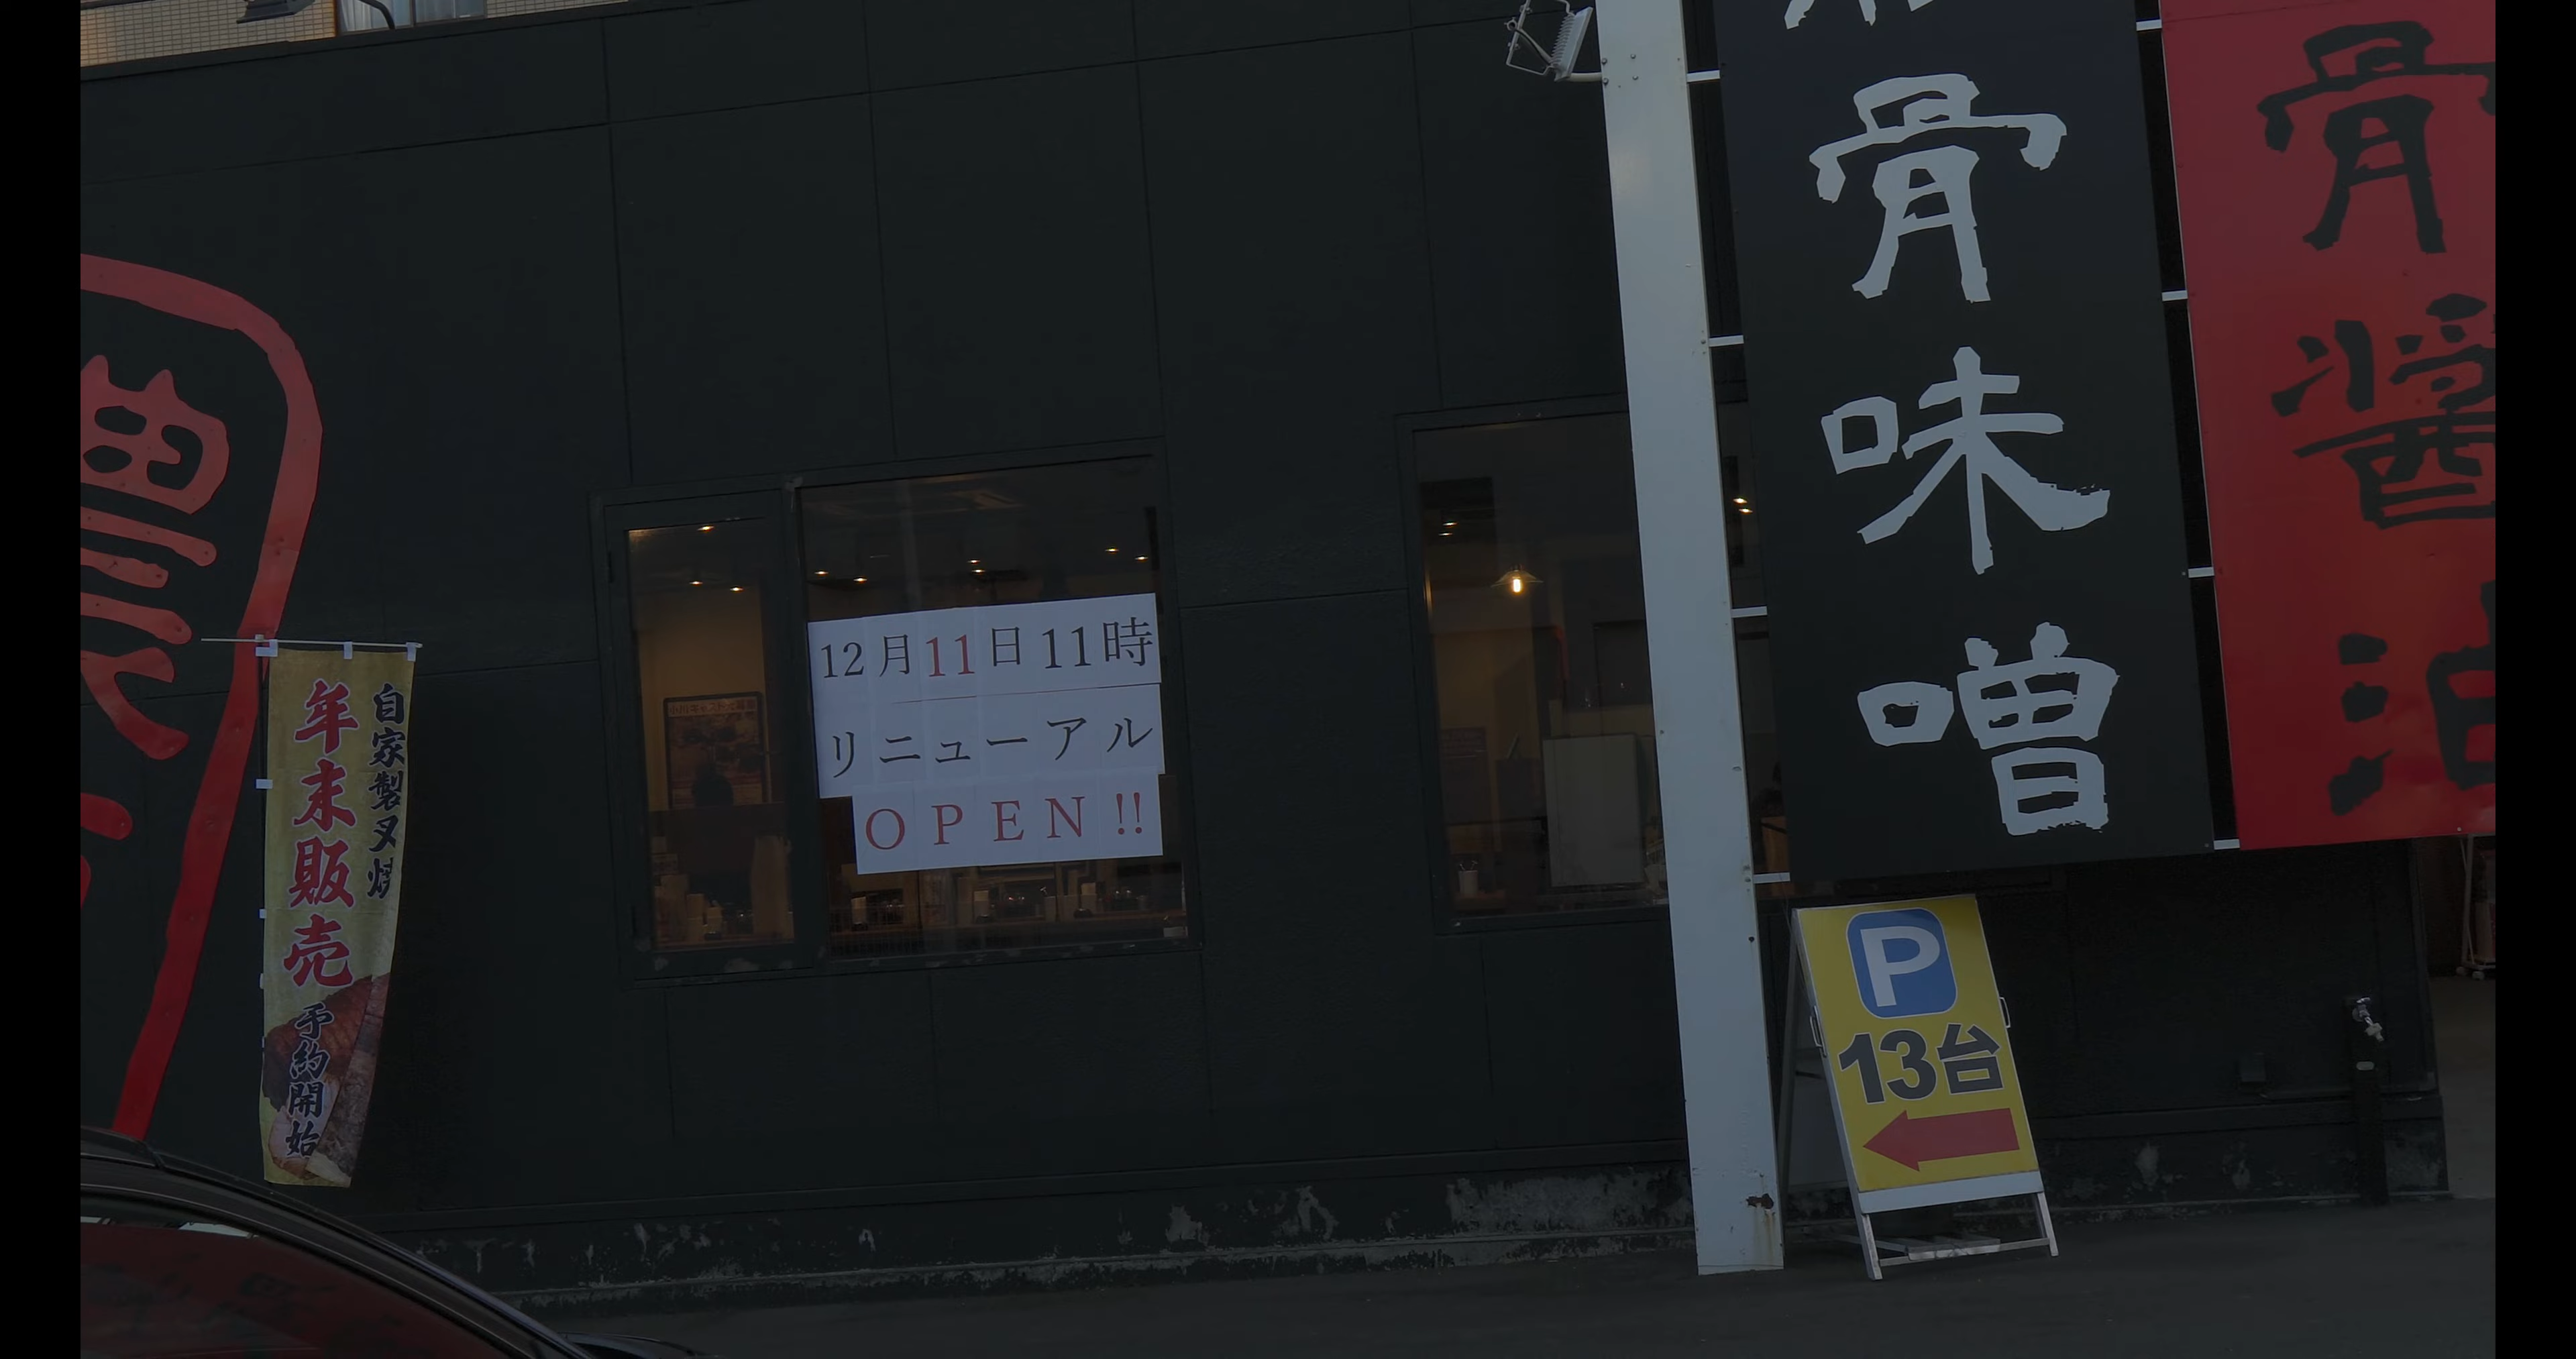 自家製叉焼
年末販売
予約開始
12月11日11時
リニューアル
OPEN!!
骨味噌
骨醤油
P
13台